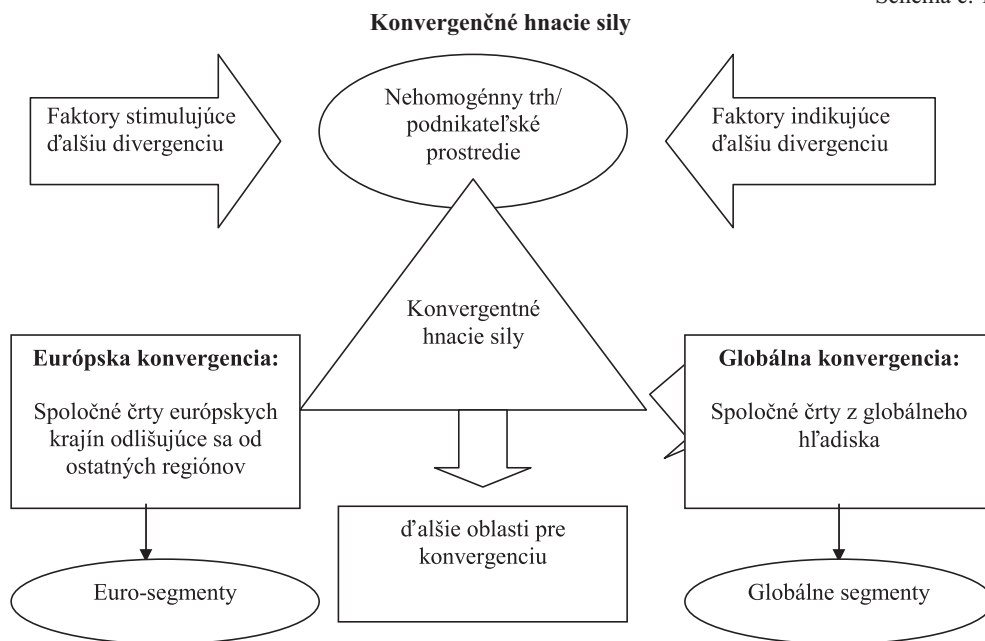 Konvergenčné hnacie sily
Faktory stimulujúce
ďalšiu divergenciu
Nehomogénny trh/
podnikateľské
prostredie
Faktory indikujúce
ďalšiu divergenciu
Konvergentné
hnacie sily
Európska konvergencia:
Spoločné črty európskych
krajín odlišujúce sa od
ostatných regiónov
Globálna konvergencia:
Spoločné črty z globálneho
hľadiska
ďalšie oblasti pre
konvergenciu
Euro-segmenty
Globálne segmenty